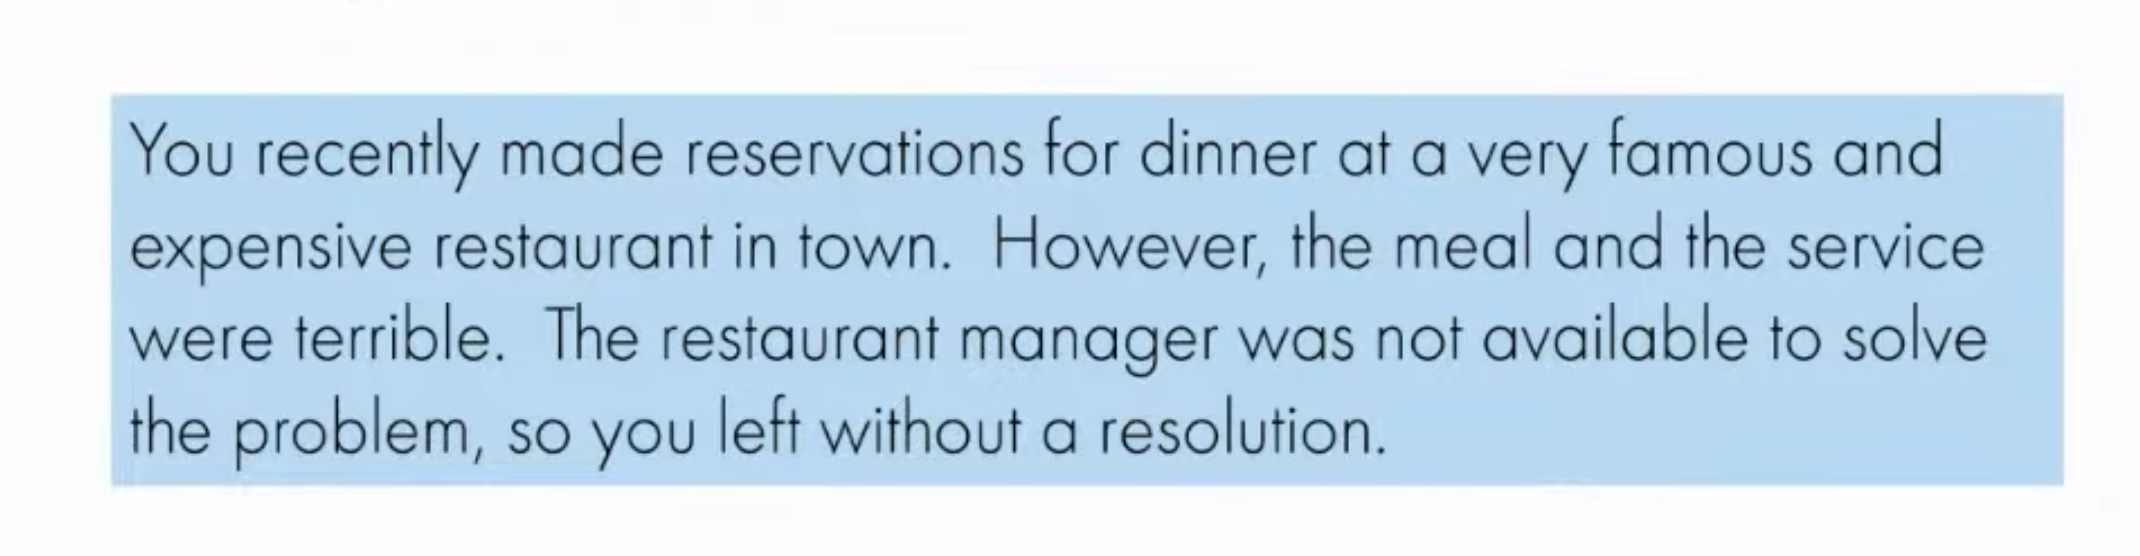 You recently made reservations for dinner at a very famous and
expensive restaurant in town.  However, the meal and the service
were terrible.  The restaurant manager was not available to solve
the problem, so you left without a resolution.